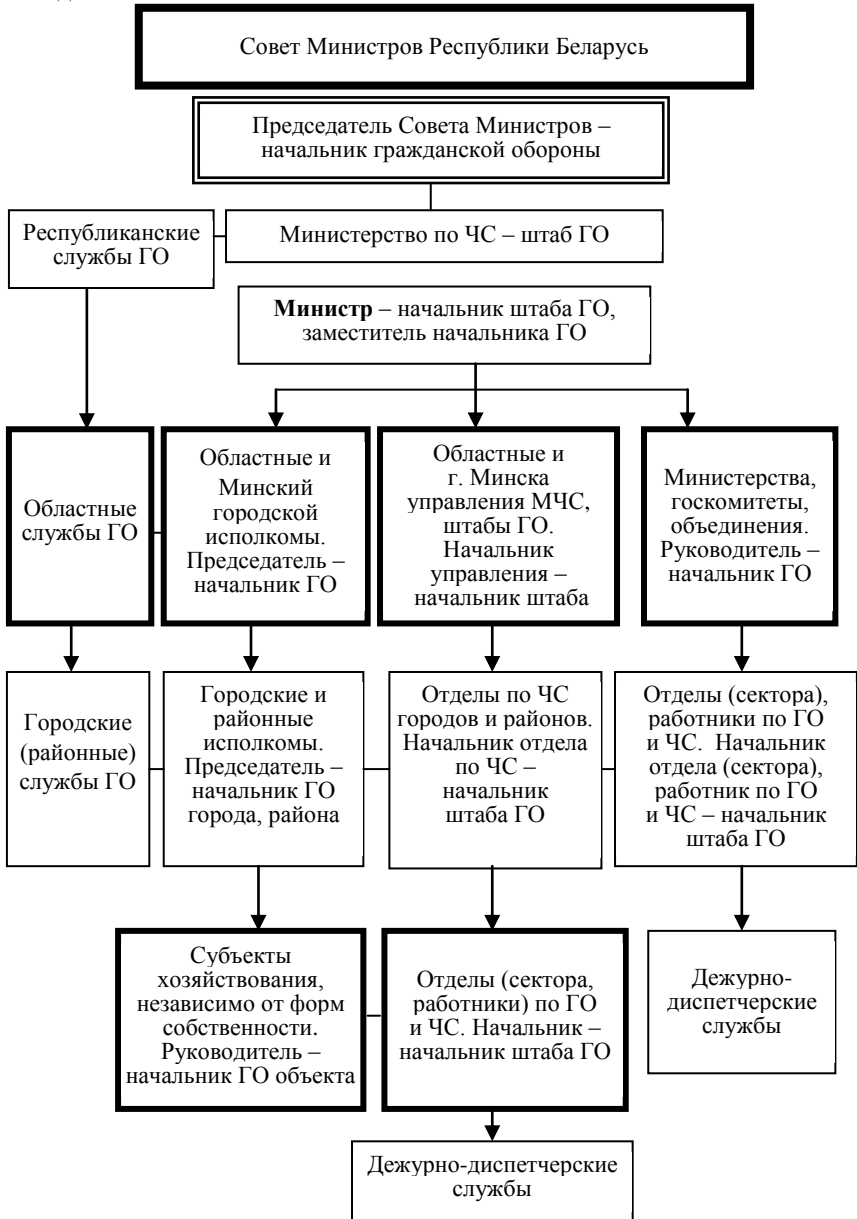 Совет Министров Республики Беларусь
Председатель Совета Министров –
начальник гражданской обороны
Республиканские
службы ГО
Министерство по ЧС – штаб ГО
Министр – начальник штаба ГО,
заместитель начальника ГО
Областные
службы ГО
Областные и
Минский
городской
исполкомы.
Председатель –
начальник ГО
Областные и
г. Минска
управления МЧС,
штабы ГО.
Начальник
управления –
начальник штаба
Министерства,
госкомитеты,
объединения.
Руководитель –
начальник ГО
Городские
(районные)
службы ГО
Городские и
районные
исполкомы.
Председатель –
начальник ГО
города, района
Отделы по ЧС
городов и районов.
Начальник отдела
по ЧС –
начальник
штаба ГО
Отделы (сектора),
работники по ГО
и ЧС. Начальник
отдела (сектора),
работник по ГО
и ЧС – начальник
штаба ГО
Субъекты
хозяйствования,
независимо от форм
собственности.
Руководитель –
начальник ГО объекта
Отделы (сектора,
работники) по ГО
и ЧС. Начальник –
начальник штаба ГО
Дежурно-
диспетчерские
службы
Дежурно-диспетчерские
службы